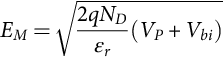 E_M = \sqrt{\frac{2qN_D}{\varepsilon_r}(V_P + V_{bi})}